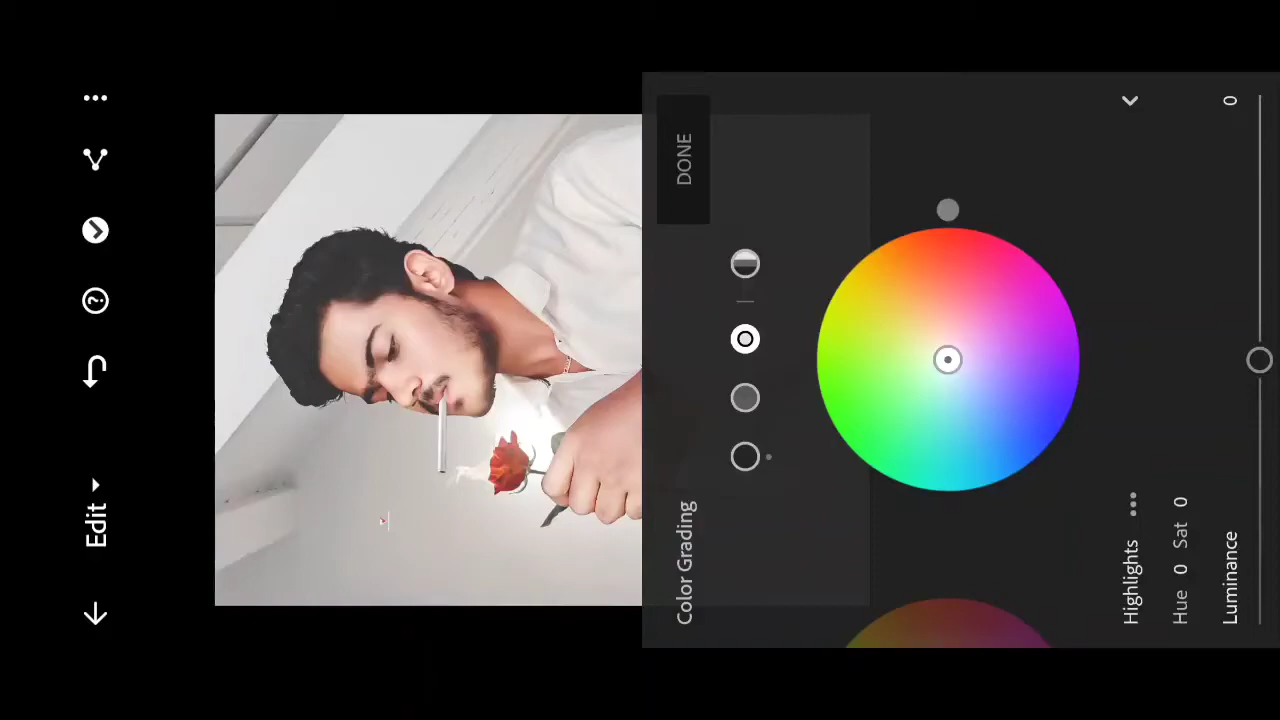 Edit
Color Grading
DONE
Highlights
Hue 0 Sat 0
Luminance 0